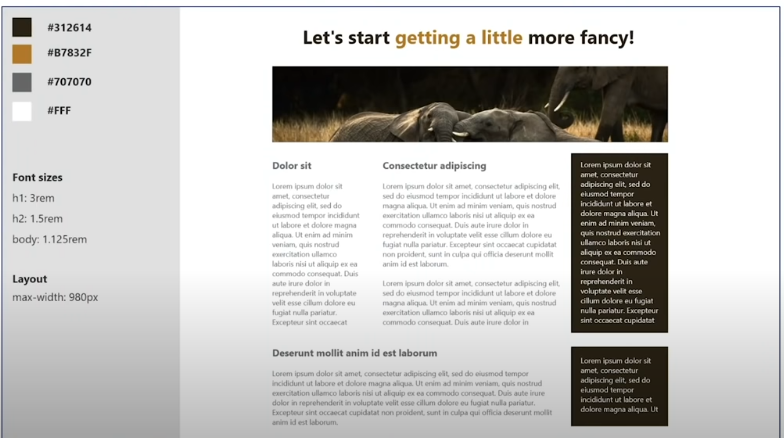 #312614
#B7832F
#707070
#FFF
Font sizes
h1: 3rem
h2: 1.5rem
body: 1.125rem
Layout
max-width: 980px
Let's start getting a little more fancy!
Dolor sit
Lorem ipsum dolor sit
amet, consectetur
adipiscing elit, sed do
eiusmod tempor incididunt
ut labore et dolore magna
aliqua. Ut enim ad minim
veniam, quis nostrud
exercitation ullamco
laboris nisi ut aliquip ex ea
commodo consequat. Duis
aute irure dolor in
reprehenderit in voluptate
velit esse cillum dolore eu
fugiat nulla pariatur.
Excepteur sint occaecat
Consectetur adipiscing
Lorem ipsum dolor sit amet, consectetur adipiscing elit,
sed do eiusmod tempor incididunt ut labore et dolore
magna aliqua. Ut enim ad minim veniam, quis nostrud
exercitation ullamco laboris nisi ut aliquip ex ea
commodo consequat. Duis aute irure dolor in
reprehenderit in voluptate velit esse cillum dolore eu
fugiat nulla pariatur. Excepteur sint occaecat cupidatat
non proident, sunt in culpa qui officia deserunt mollit
anim id est laborum.
Lorem ipsum dolor sit amet, consectetur adipiscing elit,
sed do eiusmod tempor incididunt ut labore et dolore
magna aliqua. Ut enim ad minim veniam, quis nostrud
exercitation ullamco laboris nisi ut aliquip ex ea
commodo consequat. Duis aute irure dolor in
Lorem ipsum dolor sit
amet, consectetur
adipiscing elit, sed do
eiusmod tempor
incididunt ut labore et
dolore magna aliqua. Ut
enim ad minim veniam,
quis nostrud exercitation
ullamco laboris nisi ut
aliquip ex ea commodo
consequat. Duis aute
irure dolor in
reprehenderit in
voluptate velit esse
cillum dolore eu fugiat
nulla pariatur. Excepteur
sint occaecat cupidatat
Deserunt mollit anim id est laborum
Lorem ipsum dolor sit amet, consectetur adipiscing elit, sed do eiusmod tempor
incididunt ut labore et dolore magna aliqua. Ut enim ad minim veniam, quis nostrud
exercitation ullamco laboris nisi ut aliquip ex ea commodo consequat. Duis aute irure
dolor in reprehenderit in voluptate velit esse cillum dolore eu fugiat nulla pariatur.
Excepteur sint occaecat cupidatat non proident, sunt in culpa qui officia deserunt mollit
anim id est laborum.
Lorem ipsum dolor sit
amet, consectetur
adipiscing elit, sed do
eiusmod tempor
incididunt ut labore et
dolore magna aliqua. Ut